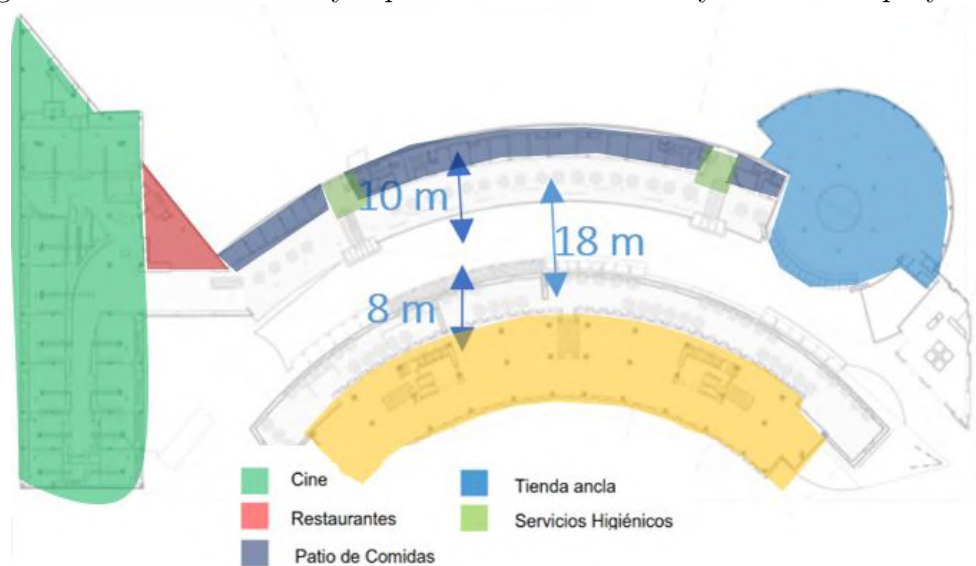 10 m
18 m
8 m
Cine
Tienda ancla
Restaurantes
Servicios Higiénicos
Patio de Comidas